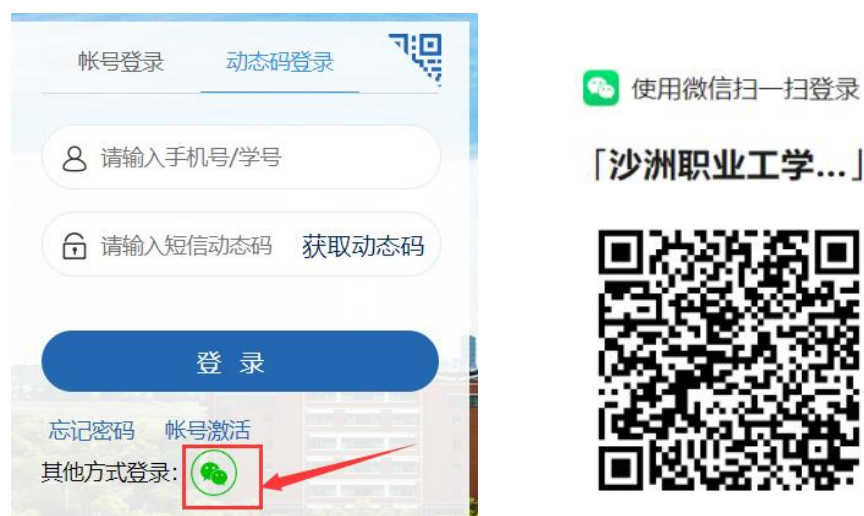 帐号登录 动态码登录
请输入手机号/学号
请输入短信动态码 获取动态码
登 录
忘记密码 帐号激活
其他方式登录:
使用微信扫一扫登录
「沙洲职业工学...」